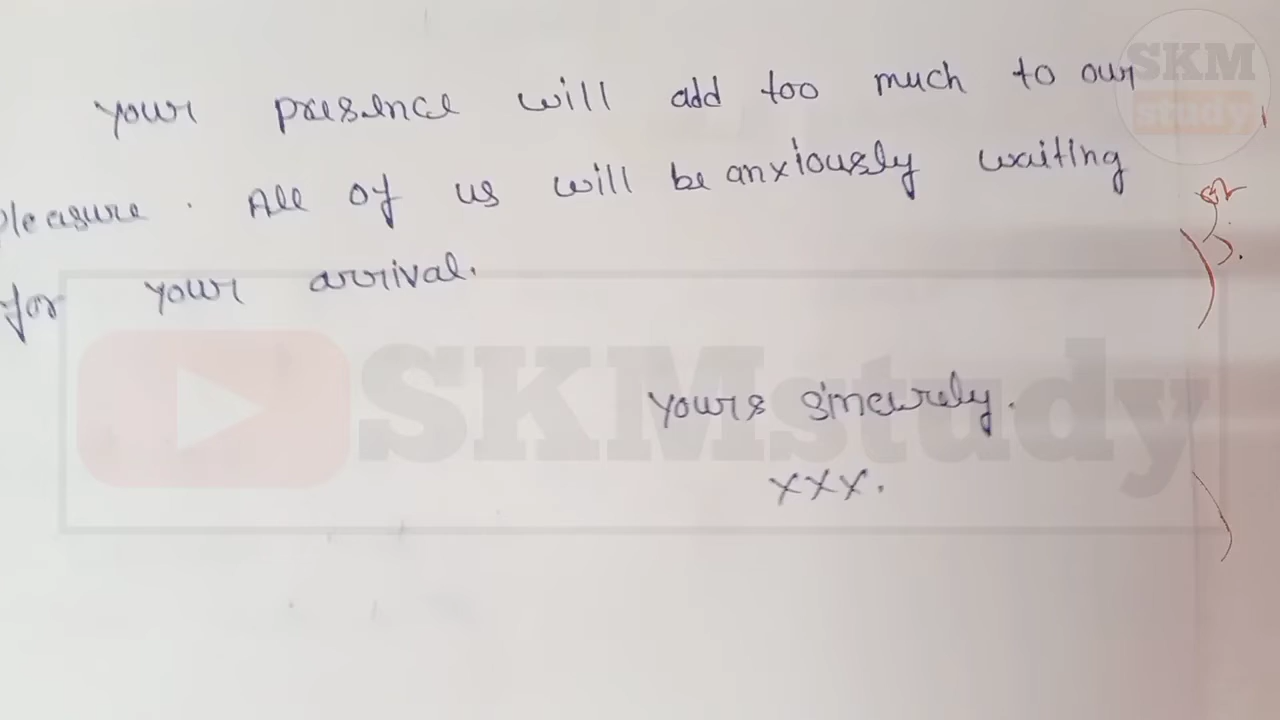 SKM
study
Your presence will add too much to our
pleasure. All of us will be anxiously waiting
for your arrival.
SKMstudy
Yours sincerely.
XXX.